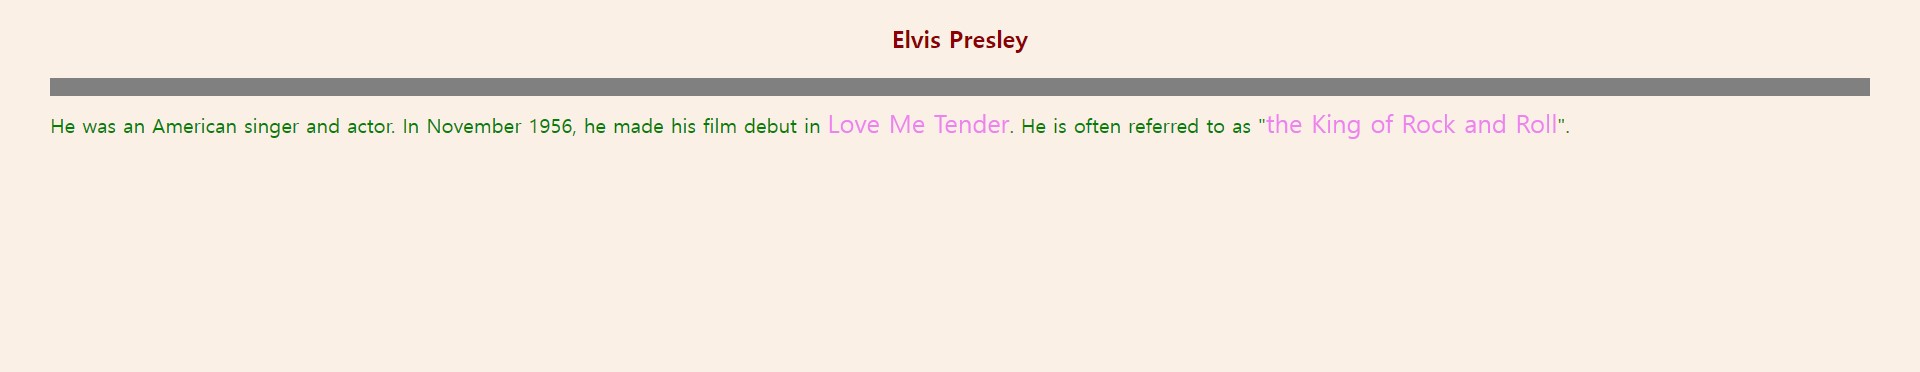 Elvis Presley
He was an American singer and actor. In November 1956, he made his film debut in Love Me Tender. He is often referred to as "the King of Rock and Roll".